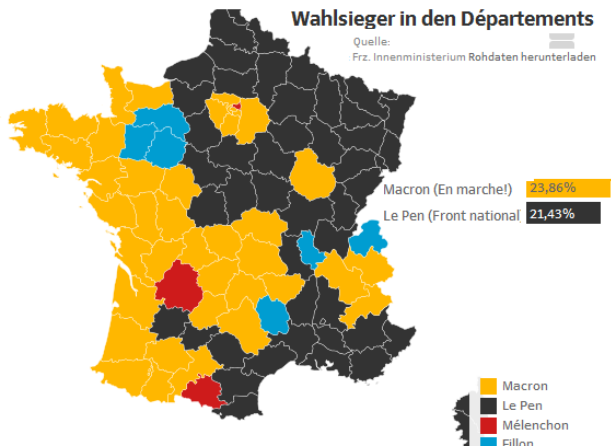 Wahlsieger in den Départements
Quelle:
Frz. Innenministerium Rohdaten herunterladen
Macron (En marche!) 23,86%
Le Pen (Front national 21,43%
Macron
Le Pen
Mélenchon
Fillon